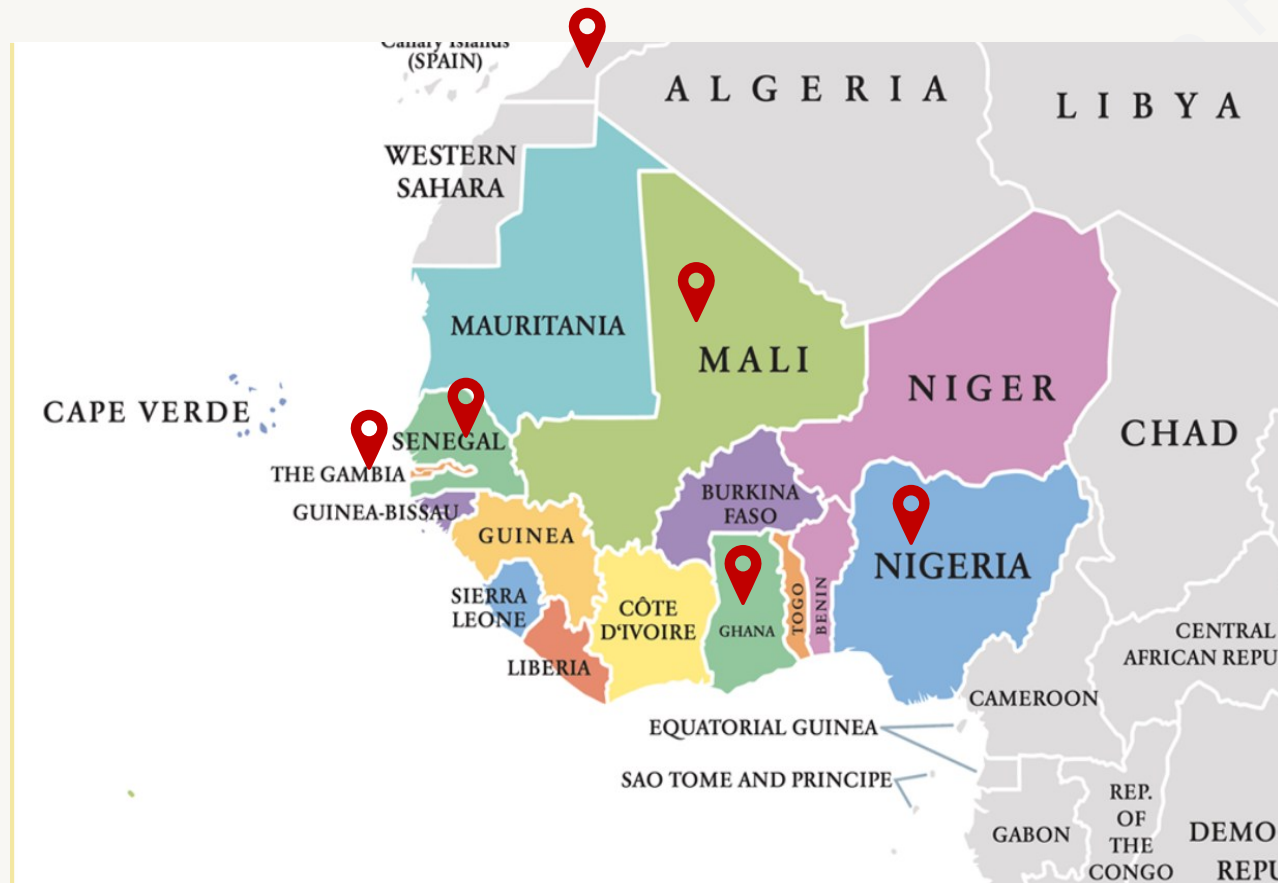 Canary Islands
(SPAIN)
ALGERIA
LIBYA
WESTERN
SAHARA
MAURITANIA
MALI
NIGER
CAPE VERDE
CHAD
SENEGAL
THE GAMBIA
GUINEA-BISSAU
BURKINA
FASO
GUINEA
NIGERIA
SIERRA
LEONE
CÔTE
D'IVOIRE
GHANA
TOGO
BENIN
LIBERIA
CENTRAL
AFRICAN REPU
CAMEROON
EQUATORIAL GUINEA
SAO TOME AND PRINCIPE
REP.
OF
THE
CONGO
GABON
DEMO
REPU